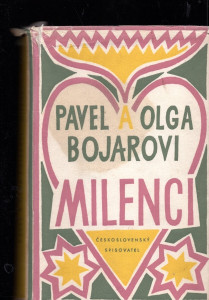 PAVEL A OLGA
BOJAROVI
MILENCI
ČESKOSLOVENSKÝ
SPISOVATEL